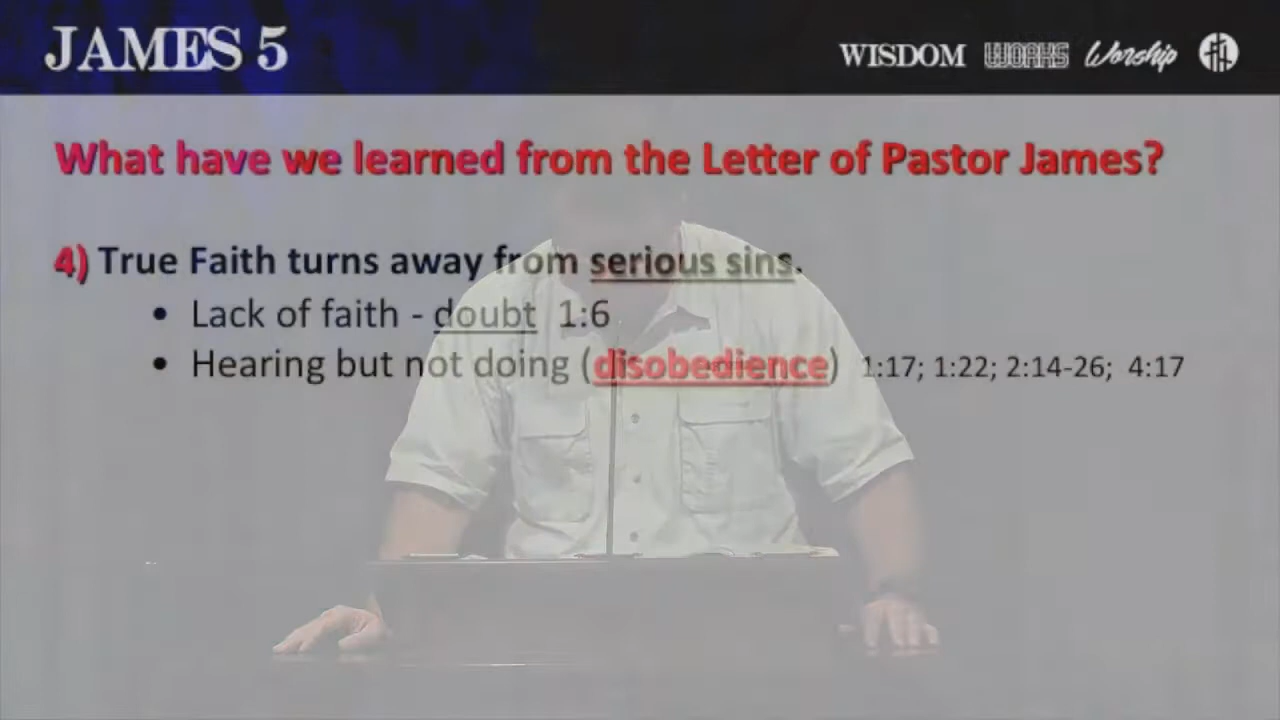 JAMES 5
WISDOM WORKS Worship
What have we learned from the Letter of Pastor James?
4) True Faith turns away from serious sins.
• Lack of faith - doubt 1:6
• Hearing but not doing (disobedience) 1:17; 1:22; 2:14-26; 4:17